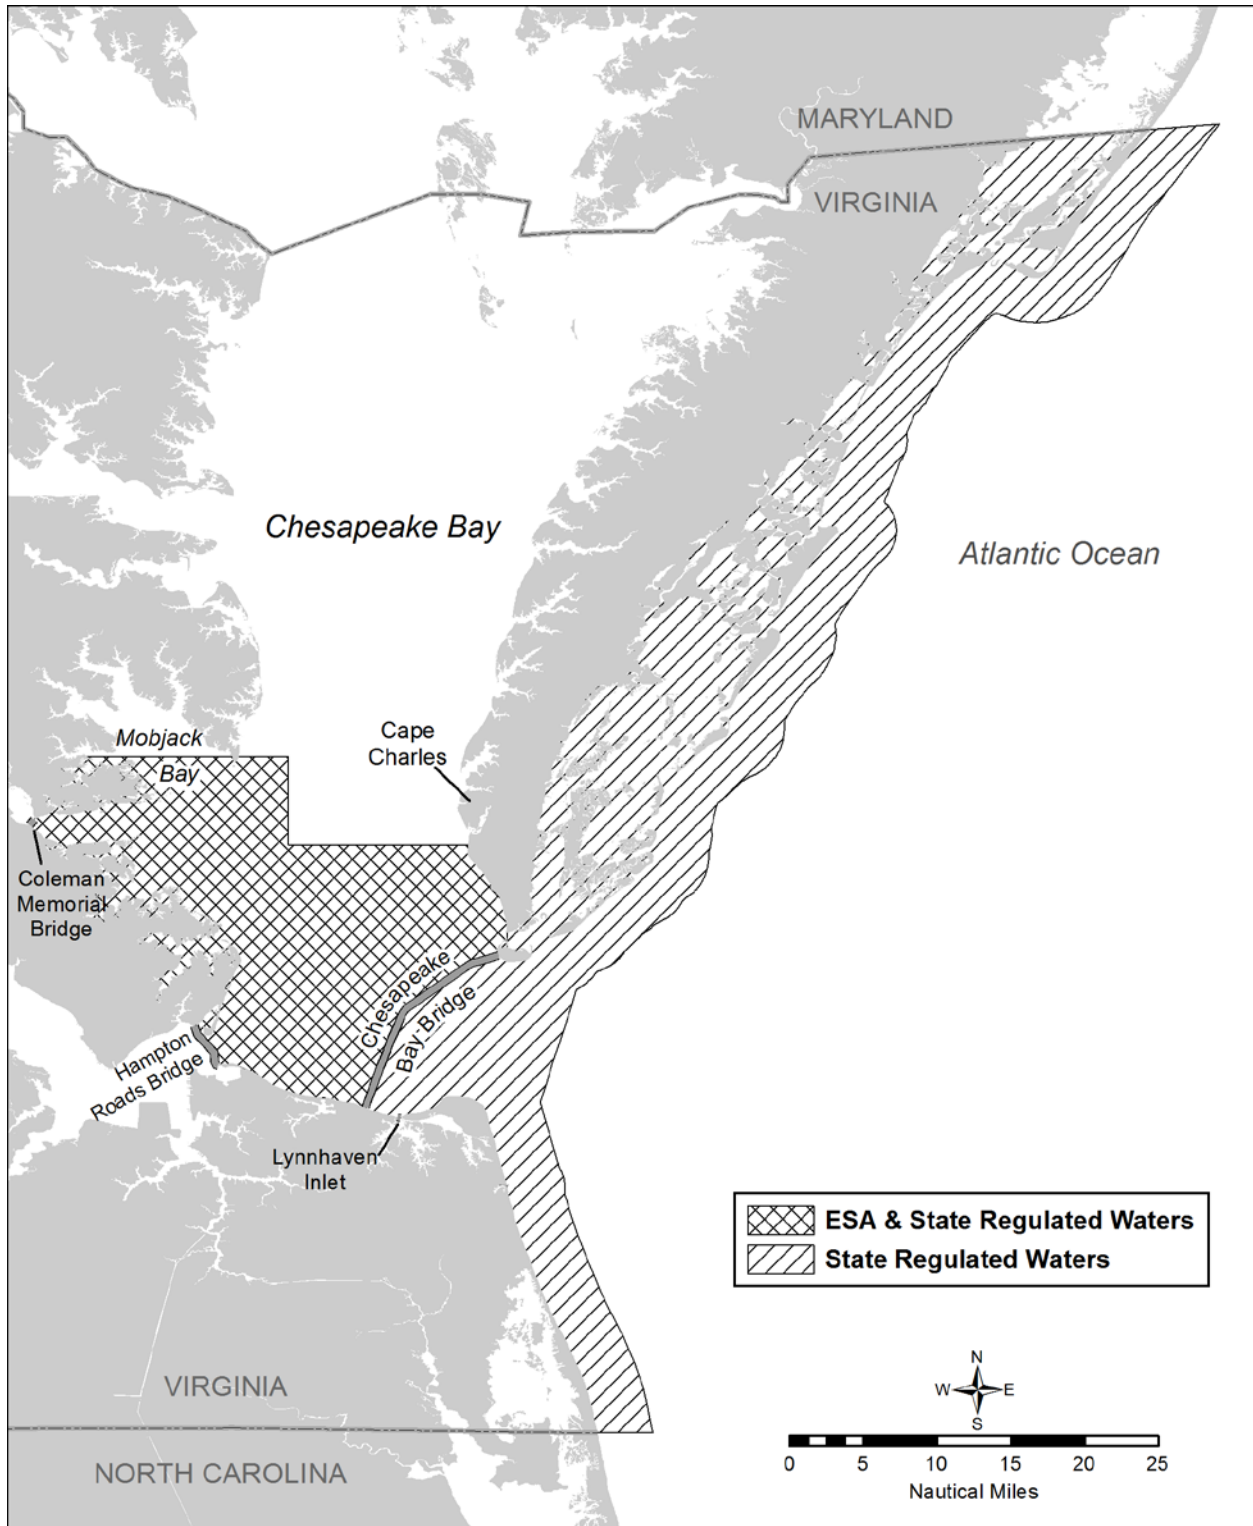 MARYLAND
VIRGINIA
Chesapeake Bay
Atlantic Ocean
Mobjack
Bay
Cape
Charles
Coleman
Memorial
Bridge
Chesapeake
Bay Bridge
Hampton
Roads Bridge
Lynnhaven
Inlet
ESA & State Regulated Waters
State Regulated Waters
N
W E
S
VIRGINIA
NORTH CAROLINA
0 5 10 15 20 25
Nautical Miles